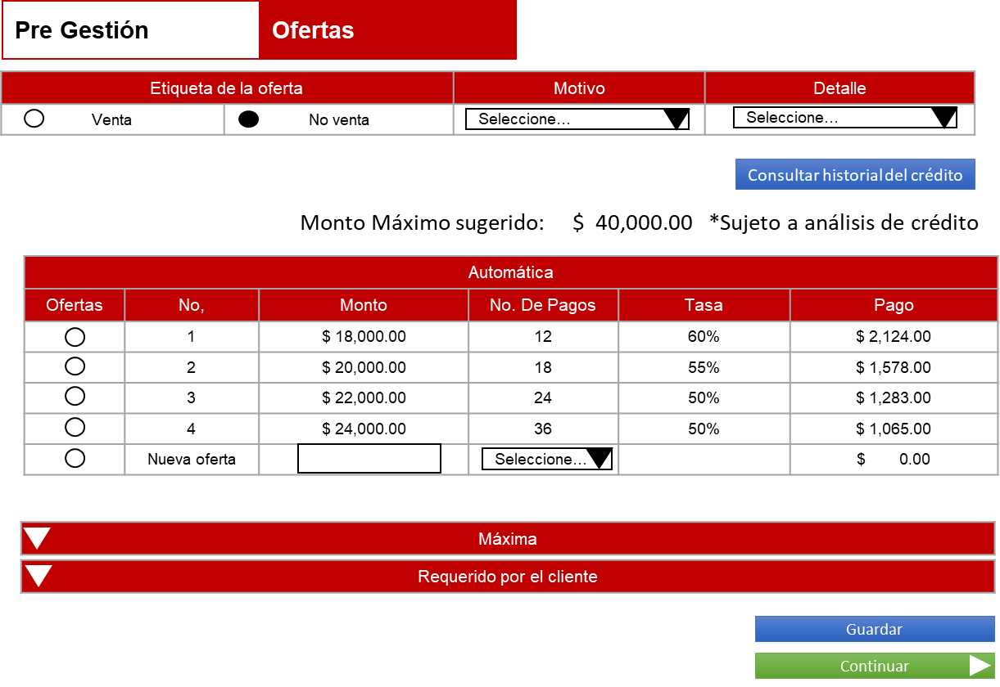 Pre Gestión Ofertas
Etiqueta de la oferta Motivo Detalle
Venta No venta Seleccione... Seleccione...
Consultar historial del crédito
Monto Máximo sugerido: $ 40,000.00 *Sujeto a análisis de crédito
Automática
Ofertas No, Monto No. De Pagos Tasa Pago
1 $ 18,000.00 12 60% $ 2,124.00
2 $ 20,000.00 18 55% $ 1,578.00
3 $ 22,000.00 24 50% $ 1,283.00
4 $ 24,000.00 36 50% $ 1,065.00
Nueva oferta Seleccione... $ 0.00
Máxima
Requerido por el cliente
Guardar
Continuar